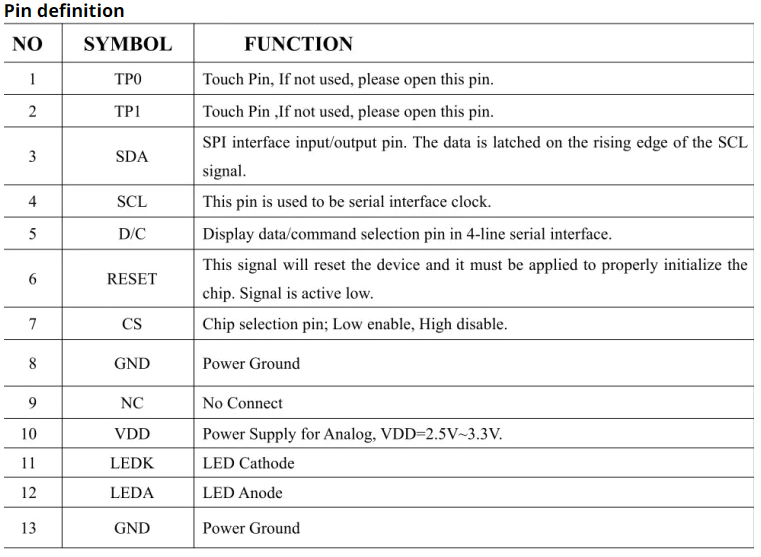 Pin definition
NO SYMBOL FUNCTION
1 TP0 Touch Pin, If not used, please open this pin.
2 TP1 Touch Pin ,If not used, please open this pin.
3 SDA SPI interface input/output pin. The data is latched on the rising edge of the SCL
signal.
4 SCL This pin is used to be serial interface clock.
5 D/C Display data/command selection pin in 4-line serial interface.
6 RESET This signal will reset the device and it must be applied to properly initialize the
chip. Signal is active low.
7 CS Chip selection pin; Low enable, High disable.
8 GND Power Ground
9 NC No Connect
10 VDD Power Supply for Analog, VDD=2.5V~3.3V.
11 LEDK LED Cathode
12 LEDA LED Anode
13 GND Power Ground